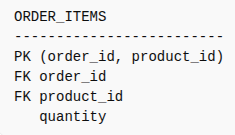 ORDER_ITEMS
-------------------------
PK (order_id, product_id)
FK order_id
FK product_id
quantity